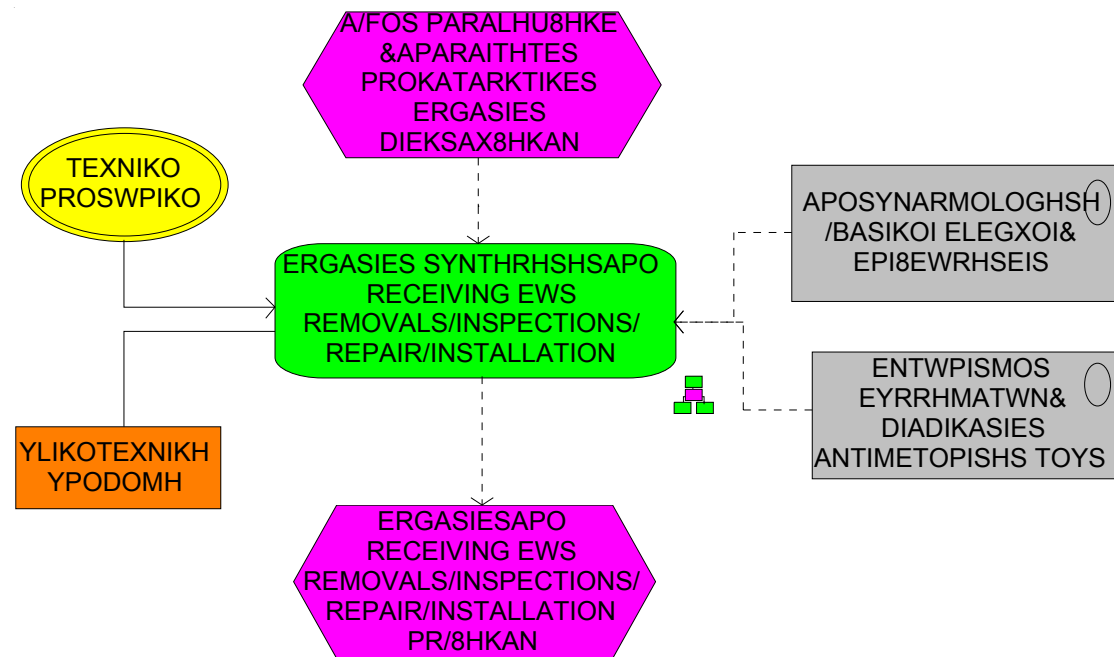 A/FOS PARALHU8HKE
&APARAITHTES
PROKATARKTIKES
ERGASIES
DIEKSAX8HKAN
TEXNIKO
PROSWPIKO
APOSYNARMOLOGHSH
/BASIKOI ELEGXOI&
EPI8EWRHSEIS
ERGASIES SYNTHRHSHSAPO
RECEIVING EWS
REMOVALS/INSPECTIONS/
REPAIR/INSTALLATION
ENTWPISMOS
EYRRHMATWN&
DIADIKASIES
ANTIMETOPISHS TOYS
YLIKOTEXNIKH
YPODOMH
ERGASIESAPO
RECEIVING EWS
REMOVALS/INSPECTIONS/
REPAIR/INSTALLATION
PR/8HKAN